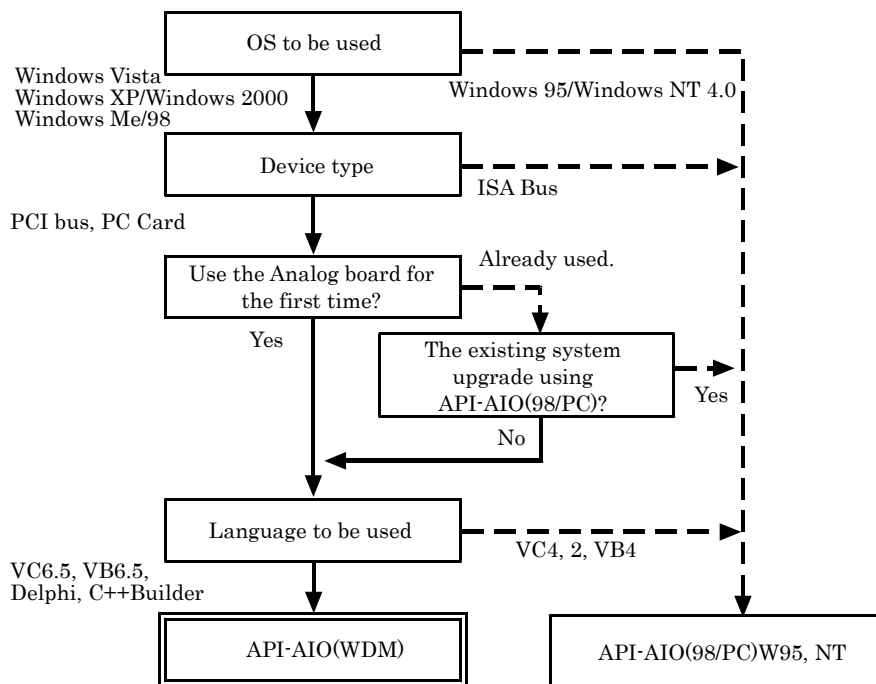 OS to be used
Windows Vista
Windows XP/Windows 2000
Windows Me/98
Windows 95/Windows NT 4.0
Device type
ISA Bus
PCI bus, PC Card
Use the Analog board for
the first time?
Already used.
Yes
The existing system
upgrade using
API-AIO(98/PC)?
Yes
No
Language to be used
VC4, 2, VB4
VC6.5, VB6.5,
Delphi, C++Builder
API-AIO(WDM)
API-AIO(98/PC)W95, NT